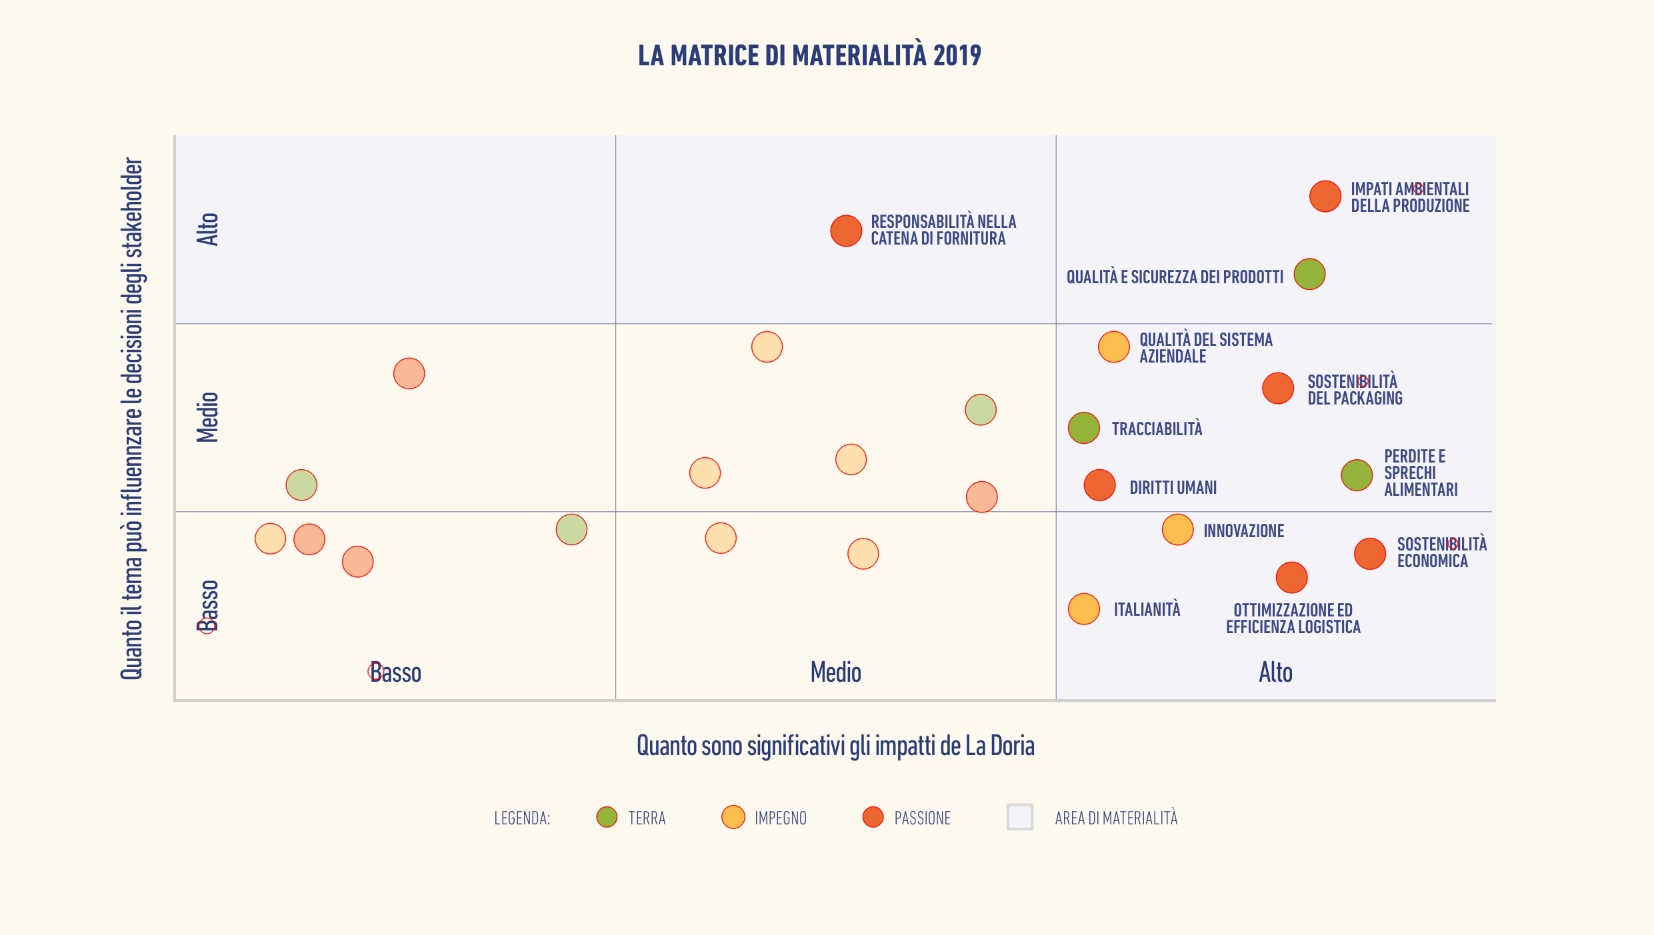 LA MATRICE DI MATERIALITÀ 2019
Quanto il tema può influennzare le decisioni degli stakeholder
Alto
Medio
Basso
RESPONSABILITÀ NELLA
CATENA DI FORNITURA
IMPATI AMBIENTALI
DELLA PRODUZIONE
QUALITÀ E SICUREZZA DEI PRODOTTI
QUALITÀ DEL SISTEMA
AZIENDALE
SOSTENIBILITÀ
DEL PACKAGING
TRACCIABILITÀ
PERDITE E
SPRECHI
ALIMENTARI
DIRITTI UMANI
INNOVAZIONE
SOSTENIBILITÀ
ECONOMICA
ITALIANITÀ
OTTIMIZZAZIONE ED
EFFICIENZA LOGISTICA
Basso
Medio
Alto
Quanto sono significativi gli impatti de La Doria
LEGENDA:
TERRA
IMPEGNO
PASSIONE
AREA DI MATERIALITÀ